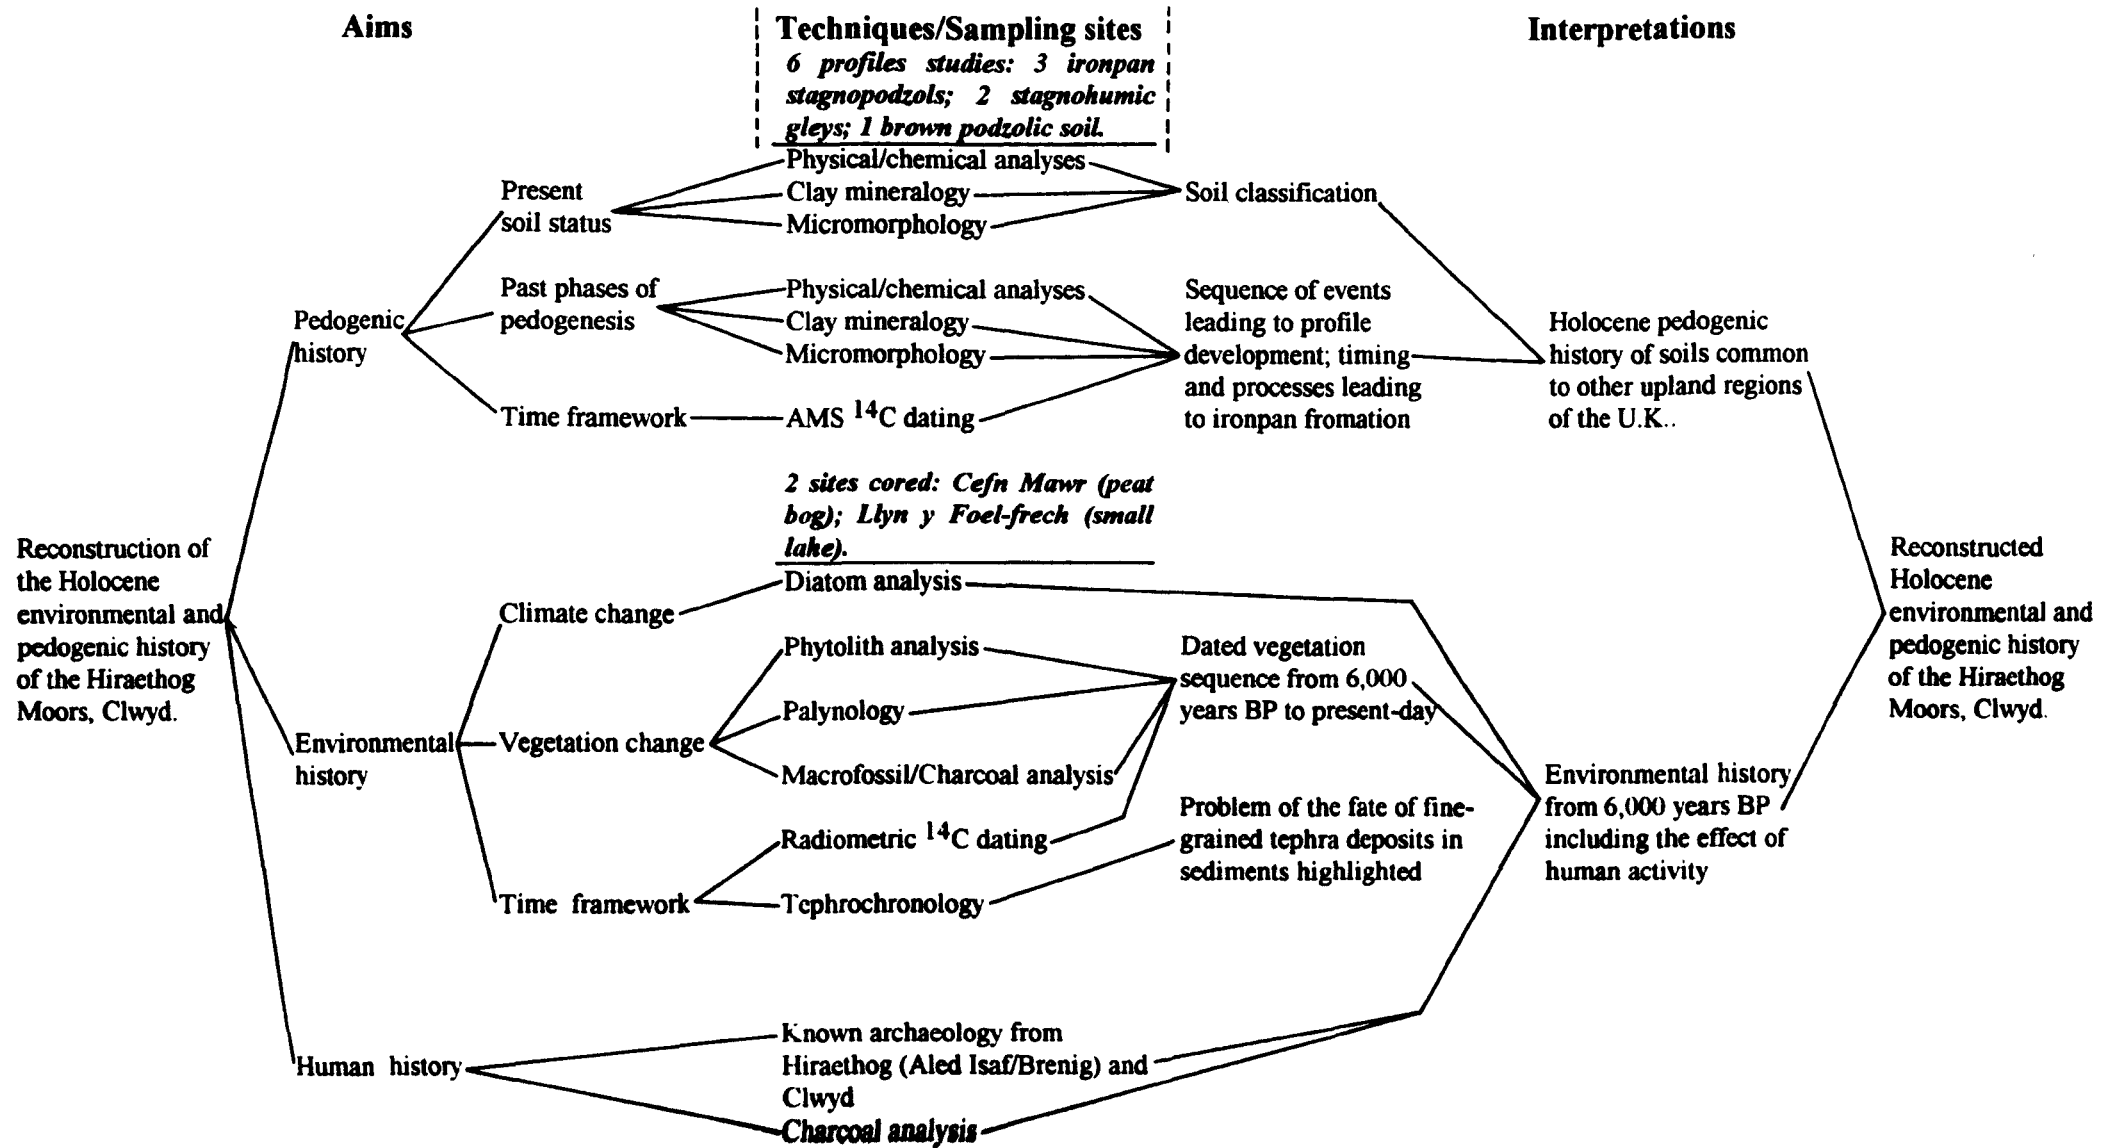 Aims
Techniques/Sampling sites
Interpretations
6 profiles studies: 3 ironpan
stagnopodzols; 2 stagnohumic
gleys; 1 brown podzolic soil.
Present
soil status
Physical/chemical analyses
Clay mineralogy
Micromorphology
Soil classification
Pedogenic
history
Past phases of
pedogenesis
Physical/chemical analyses
Clay mineralogy
Micromorphology
Time framework
AMS 14C dating
Sequence of events
leading to profile
development; timing
and processes leading
to ironpan fromation
Holocene pedogenic
history of soils common
to other upland regions
of the U.K..
2 sites cored: Cefn Mawr (peat
bog); Llyn y Foel-frech (small
lake).
Reconstruction of
the Holocene
environmental and
pedogenic history
of the Hiraethog
Moors, Clwyd.
Climate change
Diatom analysis
Environmental
history
Vegetation change
Phytolith analysis
Palynology
Macrofossil/Charcoal analysis
Dated vegetation
sequence from 6,000
years BP to present-day
Time framework
Radiometric 14C dating
Tephrochronology
Problem of the fate of fine-
grained tephra deposits in
sediments highlighted
Environmental history
from 6,000 years BP
including the effect of
human activity
Reconstructed
Holocene
environmental and
pedogenic history
of the Hiraethog
Moors, Clwyd.
Human history
Known archaeology from
Hiraethog (Aled Isaf/Brenig) and
Clwyd
Charcoal analysis